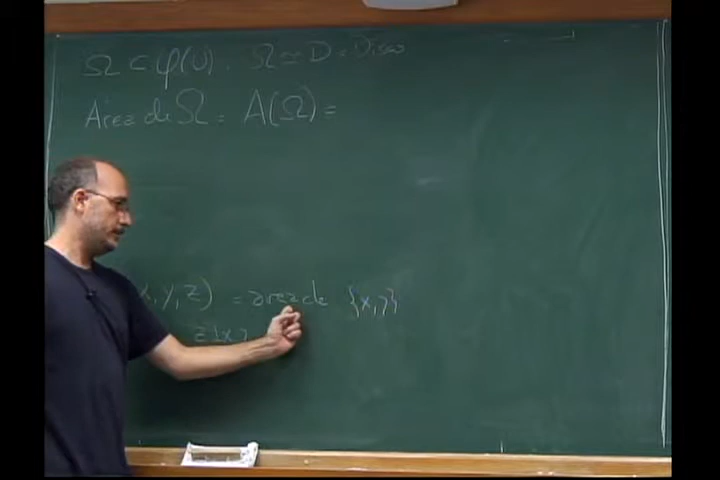 Ω ⊂ φ(U). Ω ≃ D = Disco
Área de Ω = A(Ω) =
x, y, z) = área de {x, y}